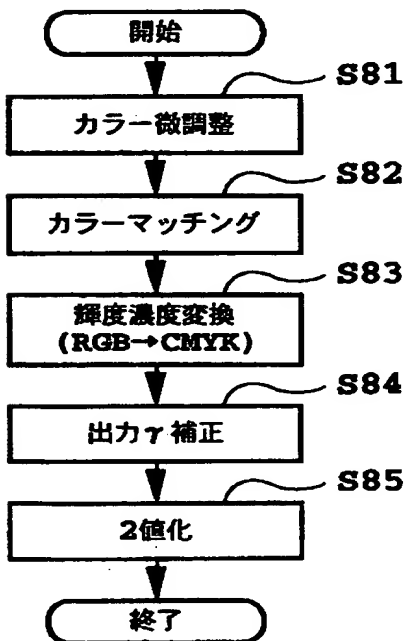 開始
S81
カラー微調整
S82
カラーマッチング
S83
輝度濃度変換
(RGB→CMYK)
S84
出力γ補正
S85
2値化
終了